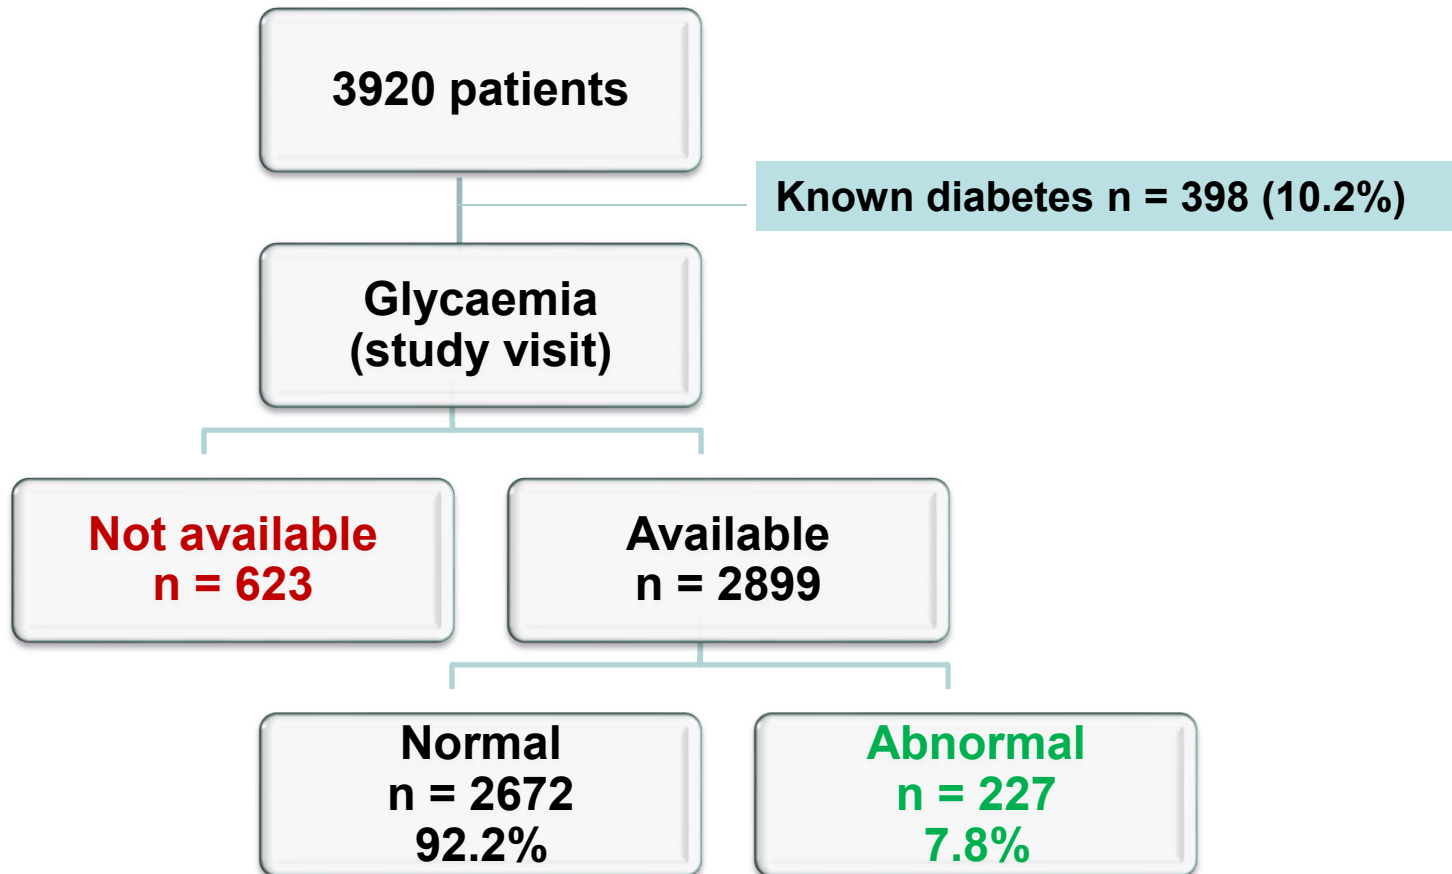 3920 patients
Known diabetes n = 398 (10.2%)
Glycaemia
(study visit)
Not available
n = 623
Available
n = 2899
Normal
n = 2672
92.2%
Abnormal
n = 227
7.8%